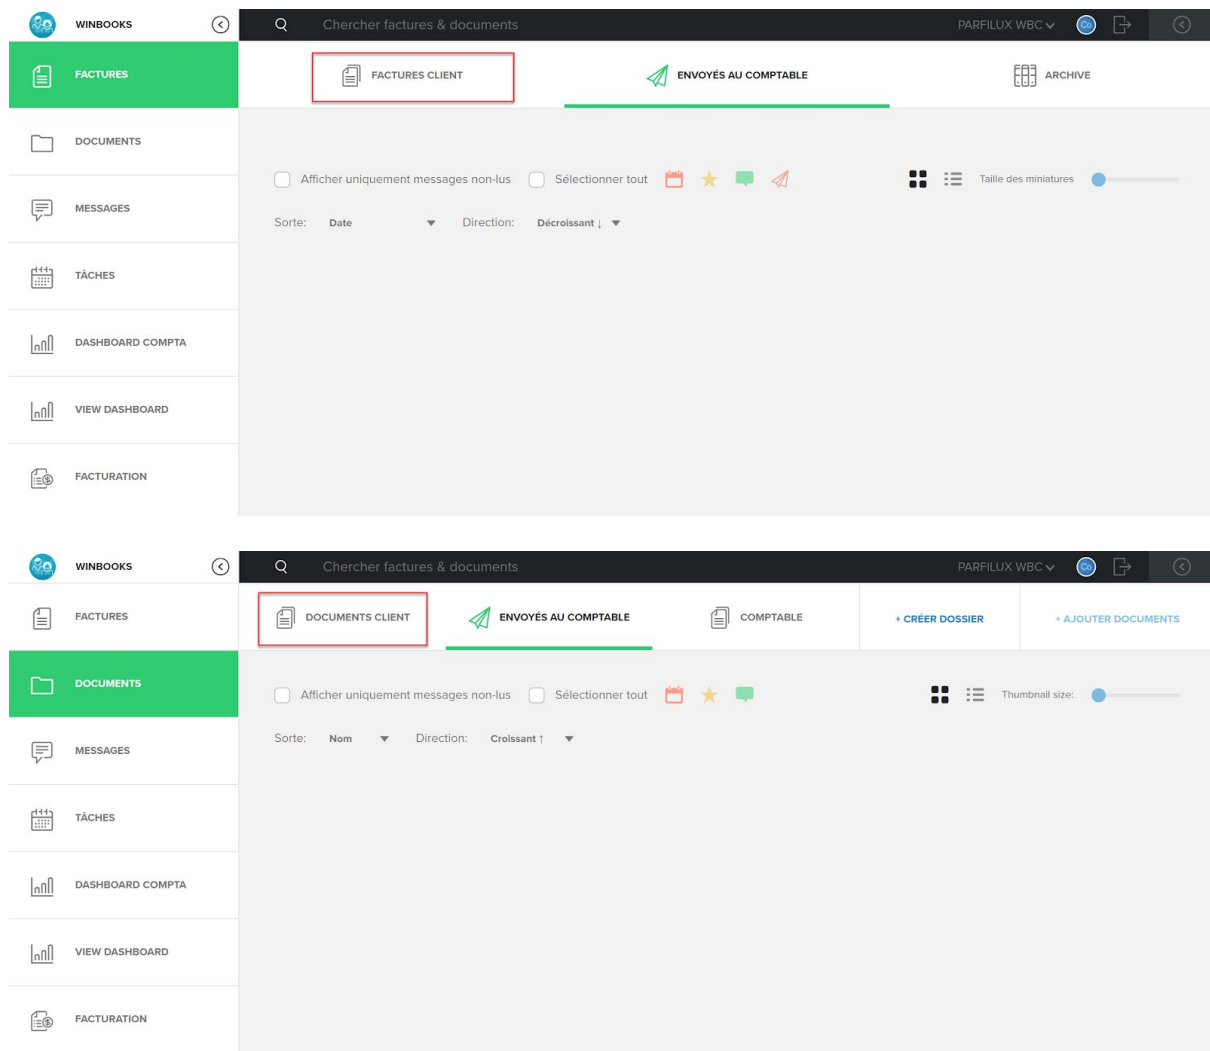 WINBOOKS
Chercher factures & documents
PARFILUX WBC
Co
FACTURES
FACTURES CLIENT
ENVOYÉS AU COMPTABLE
ARCHIVE
DOCUMENTS
Afficher uniquement messages non-lus
Sélectionner tout
Taille des miniatures
MESSAGES
Sorte: Date
Direction: Décroissant ↓
TÂCHES
DASHBOARD COMPTA
VIEW DASHBOARD
FACTURATION
WINBOOKS
Chercher factures & documents
PARFILUX WBC
Co
FACTURES
DOCUMENTS CLIENT
ENVOYÉS AU COMPTABLE
COMPTABLE
+ CRÉER DOSSIER
+ AJOUTER DOCUMENTS
DOCUMENTS
Afficher uniquement messages non-lus
Sélectionner tout
Thumbnail size:
Sorte: Nom
Direction: Croissant ↑
MESSAGES
TÂCHES
DASHBOARD COMPTA
VIEW DASHBOARD
FACTURATION